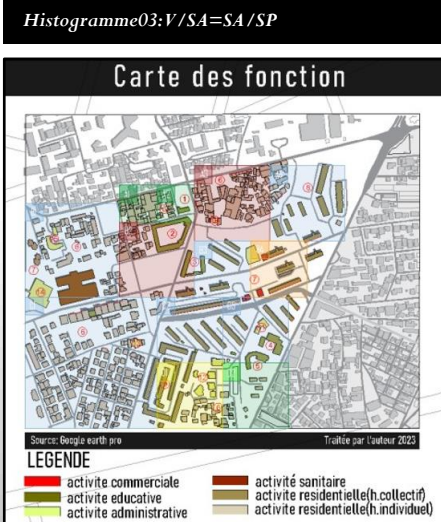 Histogramme03:V/SA=SA/SP
Carte des fonction
Source: Google earth pro
Traitée par l'auteur 2023
LEGENDE
activite commerciale
activite educative
activite administrative
activité sanitaire
activite residentielle(h.collectif)
activite residentielle(h.individuel)